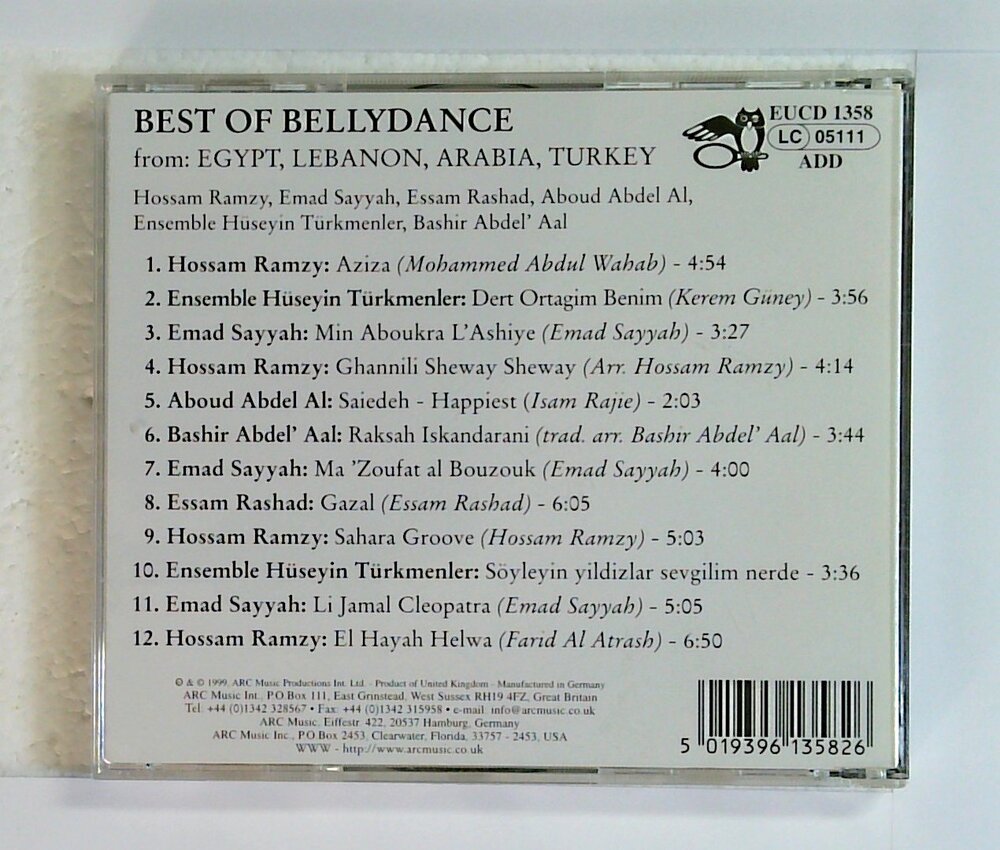 BEST OF BELLYDANCE
from: EGYPT, LEBANON, ARABIA, TURKEY
EUCD 1358
LC 05111
ADD
Hossam Ramzy, Emad Sayyah, Essam Rashad, Aboud Abdel Al,
Ensemble Hüseyin Türkmenler, Bashir Abdel' Aal
1. Hossam Ramzy: Aziza (Mohammed Abdul Wahab) - 4:54
2. Ensemble Hüseyin Türkmenler: Dert Ortagim Benim (Kerem Güney) - 3:56
3. Emad Sayyah: Min Aboukra L'Ashiye (Emad Sayyah) - 3:27
4. Hossam Ramzy: Ghannili Sheway Sheway (Arr. Hossam Ramzy) - 4:14
5. Aboud Abdel Al: Saiedeh - Happiest (Isam Rajie) - 2:03
6. Bashir Abdel' Aal: Raksah Iskandarani (trad. arr. Bashir Abdel' Aal) - 3:44
7. Emad Sayyah: Ma 'Zoufat al Bouzouk (Emad Sayyah) - 4:00
8. Essam Rashad: Gazal (Essam Rashad) - 6:05
9. Hossam Ramzy: Sahara Groove (Hossam Ramzy) - 5:03
10. Ensemble Hüseyin Türkmenler: Söyleyin yildizlar sevgilim nerde - 3:36
11. Emad Sayyah: Li Jamal Cleopatra (Emad Sayyah) - 5:05
12. Hossam Ramzy: El Hayah Helwa (Farid Al Atrash) - 6:50
℗ & © 1999, ARC Music Productions Int. Ltd. - Product of United Kingdom - Manufactured in Germany
ARC Music Int., P.O Box 111, East Grinstead, West Sussex RH19 4FZ, Great Britain
Tel: +44 (0)1342 328567 • Fax: +44 (0)1342 315958 • e-mail: info@arcmusic.co.uk
ARC Music, Eiffestr. 422, 20537 Hamburg, Germany
ARC Music Inc., P.O Box 2453, Clearwater, Florida, 33757 - 2453, USA
WWW - http://www.arcmusic.co.uk
5 019396 135826